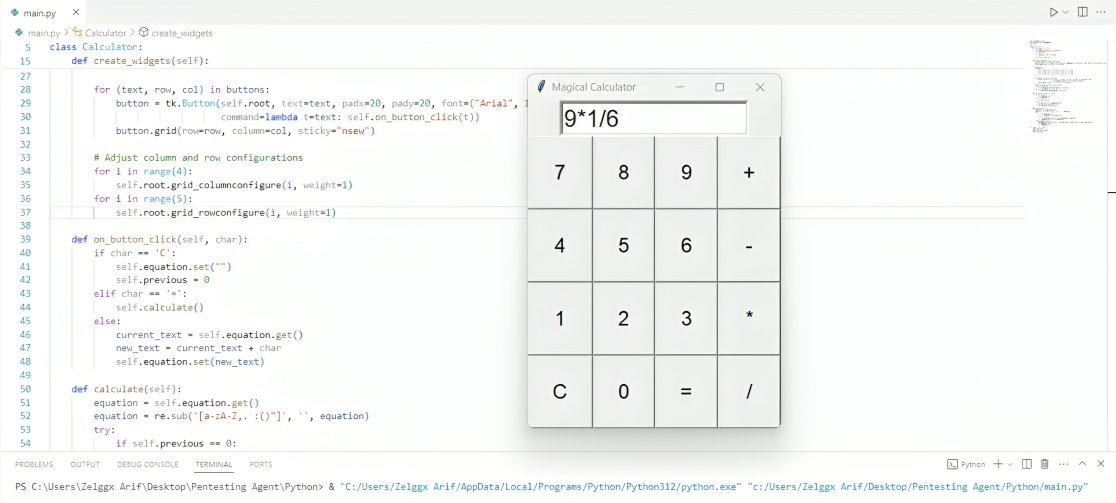 main.py
main.py > Calculator > create_widgets
5 class Calculator:
15 def create_widgets(self):
27
28 for (text, row, col) in buttons:
29 button = tk.Button(self.root, text=text, padx=20, pady=20, font=("Arial", 1
30 command=lambda t=text: self.on_button_click(t))
31 button.grid(row=row, column=col, sticky="nsew")
32
33 # Adjust column and row configurations
34 for i in range(4):
35 self.root.grid_columnconfigure(i, weight=1)
36 for i in range(5):
37 self.root.grid_rowconfigure(i, weight=1)
38
39 def on_button_click(self, char):
40 if char == 'C':
41 self.equation.set("")
42 self.previous = 0
43 elif char == '=':
44 self.calculate()
45 else:
46 current_text = self.equation.get()
47 new_text = current_text + char
48 self.equation.set(new_text)
49
50 def calculate(self):
51 equation = self.equation.get()
52 equation = re.sub('[a-zA-Z,. :()"]', '', equation)
53 try:
54 if self.previous == 0:
Magical Calculator
9*1/6
7 8 9 +
4 5 6 -
1 2 3 *
C 0 = /
PROBLEMS OUTPUT DEBUG CONSOLE TERMINAL PORTS
Python
PS C:\Users\Zelggx Arif\Desktop\Pentesting Agent\Python> & "C:/Users/Zelggx Arif/AppData/Local/Programs/Python/Python312/python.exe" "c:/Users/Zelggx Arif/Desktop/Pentesting Agent/Python/main.py"